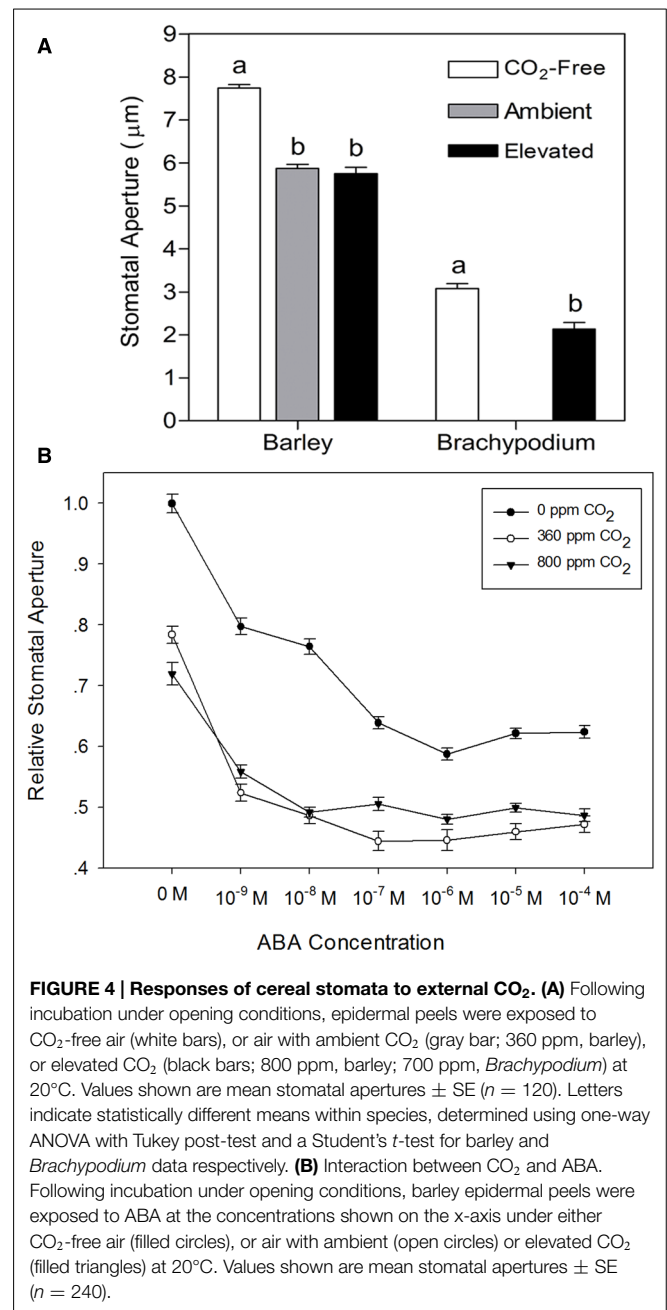 A
Stomatal Aperture (μm)
9
8
7
6
5
4
3
2
1
0
a
b
b
a
b
CO₂-Free
Ambient
Elevated
Barley
Brachypodium
B
Relative Stomatal Aperture
1.0
.9
.8
.7
.6
.5
.4
0 ppm CO₂
360 ppm CO₂
800 ppm CO₂
0 M
10⁻⁹ M
10⁻⁸ M
10⁻⁷ M
10⁻⁶ M
10⁻⁵ M
10⁻⁴ M
ABA Concentration
FIGURE 4 | Responses of cereal stomata to external CO₂. (A) Following
incubation under opening conditions, epidermal peels were exposed to
CO₂-free air (white bars), or air with ambient CO₂ (gray bar; 360 ppm, barley),
or elevated CO₂ (black bars; 800 ppm, barley; 700 ppm, Brachypodium) at
20°C. Values shown are mean stomatal apertures ± SE (n = 120). Letters
indicate statistically different means within species, determined using one-way
ANOVA with Tukey post-test and a Student's t-test for barley and
Brachypodium data respectively. (B) Interaction between CO₂ and ABA.
Following incubation under opening conditions, barley epidermal peels were
exposed to ABA at the concentrations shown on the x-axis under either
CO₂-free air (filled circles), or air with ambient (open circles) or elevated CO₂
(filled triangles) at 20°C. Values shown are mean stomatal apertures ± SE
(n = 240).